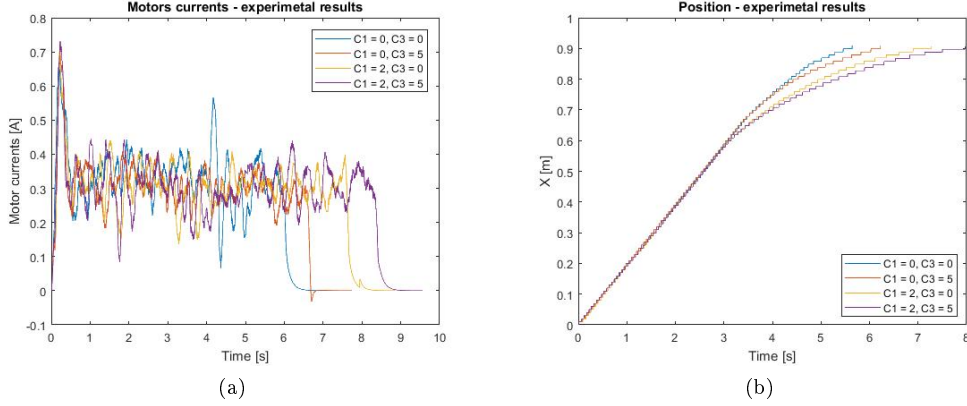 Motors currents - experimetal results
0.8
0.7
0.6
0.5
0.4
0.3
0.2
0.1
0
-0.1
Motor currents [A]
C1 = 0, C3 = 0
C1 = 0, C3 = 5
C1 = 2, C3 = 0
C1 = 2, C3 = 5
0 1 2 3 4 5 6 7 8 9 10
Time [s]
(a)
Position - experimetal results
1
0.9
0.8
0.7
0.6
0.5
0.4
0.3
0.2
0.1
0
X [m]
C1 = 0, C3 = 0
C1 = 0, C3 = 5
C1 = 2, C3 = 0
C1 = 2, C3 = 5
0 1 2 3 4 5 6 7 8
Time [s]
(b)